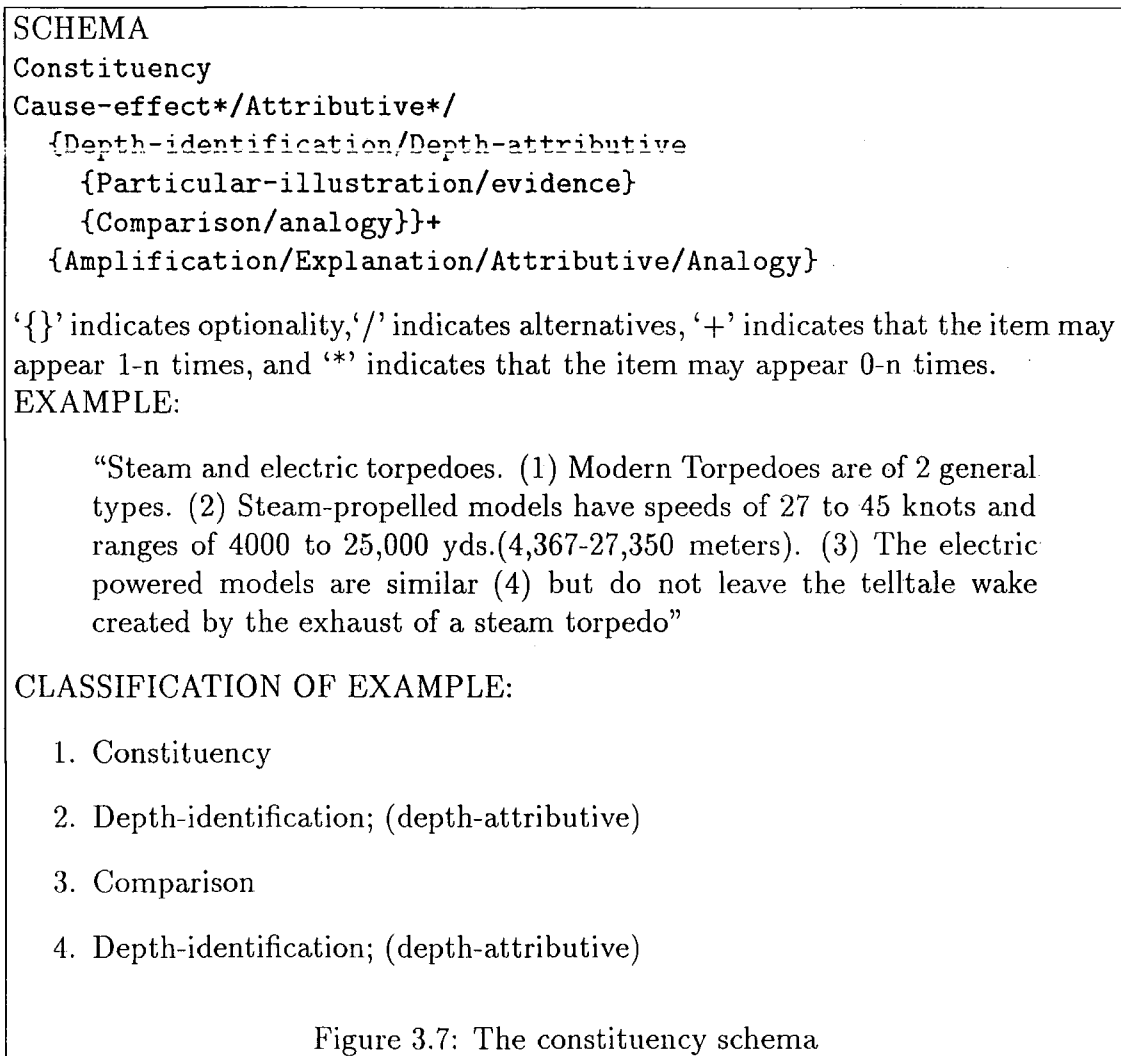 SCHEMA
Constituency
Cause-effect*/Attributive*/
{Depth-identification/Depth-attributive
{Particular-illustration/evidence}
{Comparison/analogy}}+
{Amplification/Explanation/Attributive/Analogy}
‘{}’ indicates optionality,‘/’ indicates alternatives, ‘+’ indicates that the item may
appear 1-n times, and ‘*’ indicates that the item may appear 0-n times.
EXAMPLE:
“Steam and electric torpedoes. (1) Modern Torpedoes are of 2 general
types. (2) Steam-propelled models have speeds of 27 to 45 knots and
ranges of 4000 to 25,000 yds.(4,367-27,350 meters). (3) The electric
powered models are similar (4) but do not leave the telltale wake
created by the exhaust of a steam torpedo”
CLASSIFICATION OF EXAMPLE:
1. Constituency
2. Depth-identification; (depth-attributive)
3. Comparison
4. Depth-identification; (depth-attributive)
Figure 3.7: The constituency schema